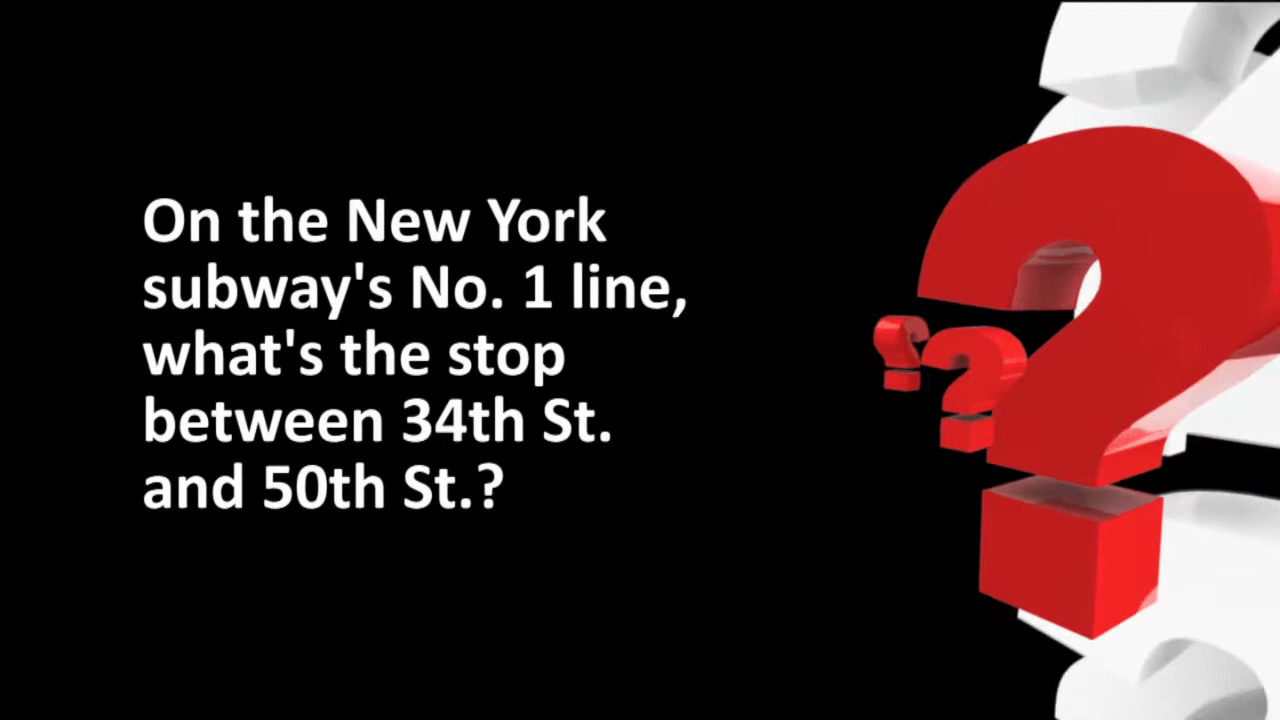 On the New York
subway's No. 1 line,
what's the stop
between 34th St.
and 50th St.?